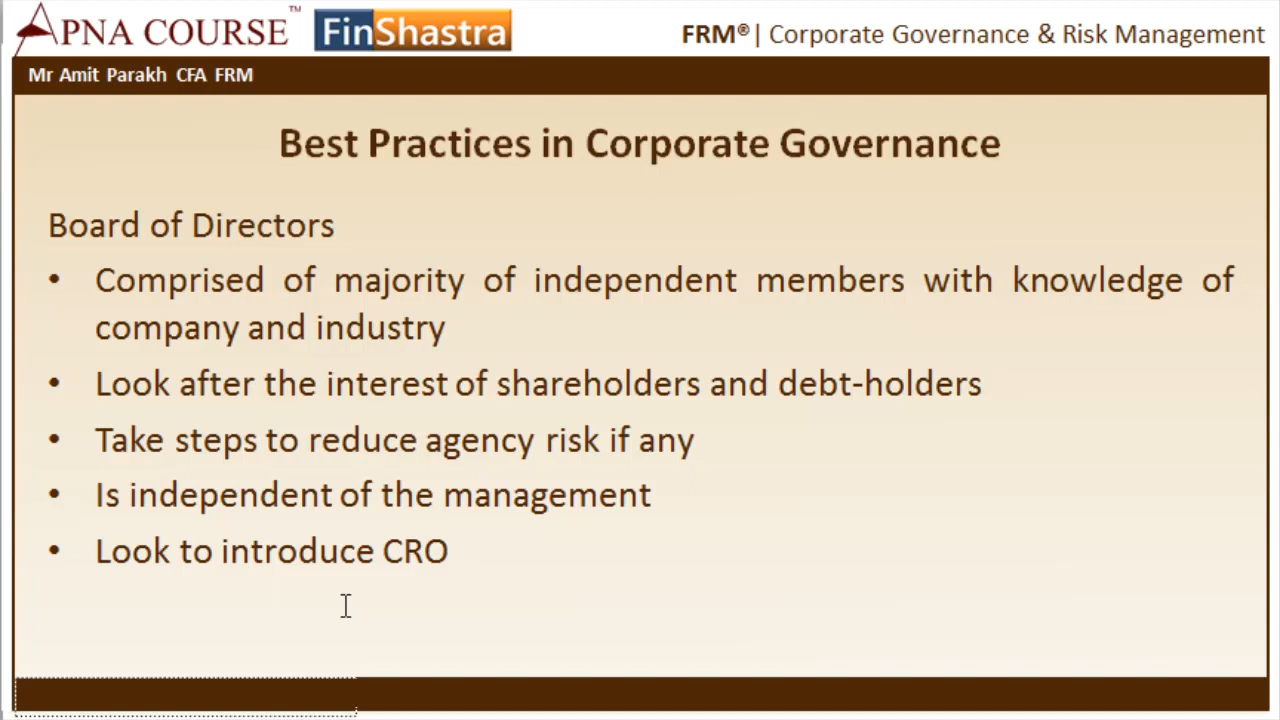 APNA COURSE™ FinShastra FRM®| Corporate Governance & Risk Management
Mr Amit Parakh CFA FRM
Best Practices in Corporate Governance
Board of Directors
• Comprised of majority of independent members with knowledge of
company and industry
• Look after the interest of shareholders and debt-holders
• Take steps to reduce agency risk if any
• Is independent of the management
• Look to introduce CRO